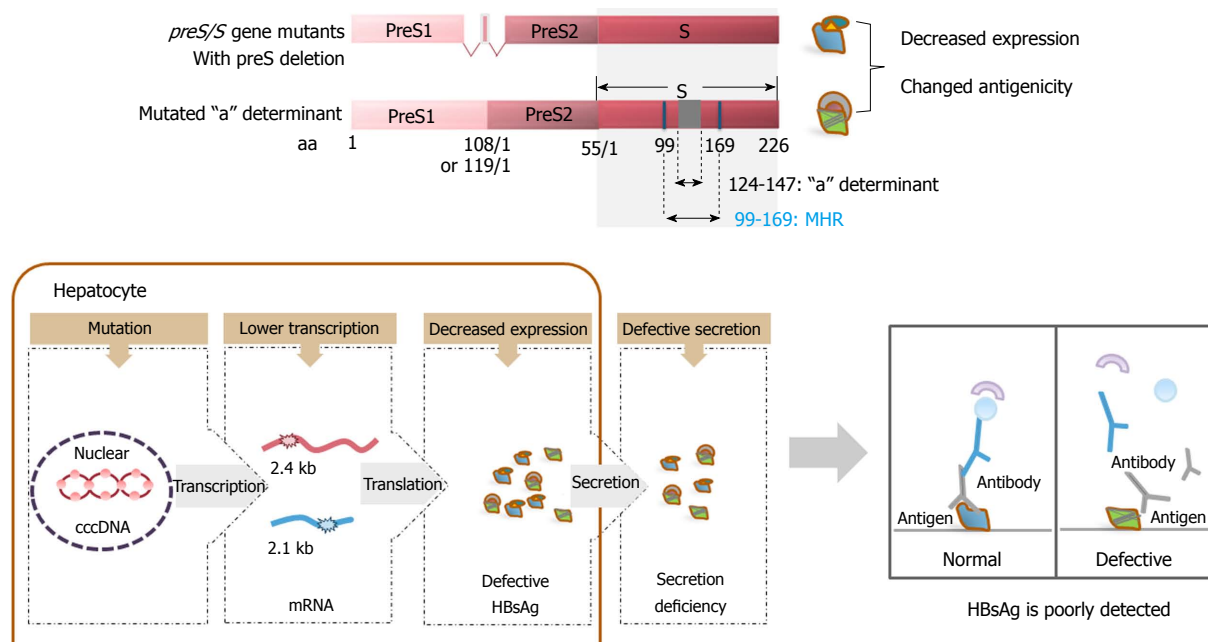 preS/S gene mutants
With preS deletion
PreS1
PreS2
S
Decreased expression
Changed antigenicity
S
Mutated “a” determinant
PreS1
PreS2
aa
1
108/1
or 119/1
55/1
99
169
226
124-147: “a” determinant
99-169: MHR
Hepatocyte
Mutation
Lower transcription
Decreased expression
Defective secretion
Nuclear
cccDNA
Transcription
2.4 kb
2.1 kb
mRNA
Translation
Defective
HBsAg
Secretion
Secretion
deficiency
Antibody
Antigen
Normal
Antibody
Antigen
Defective
HBsAg is poorly detected